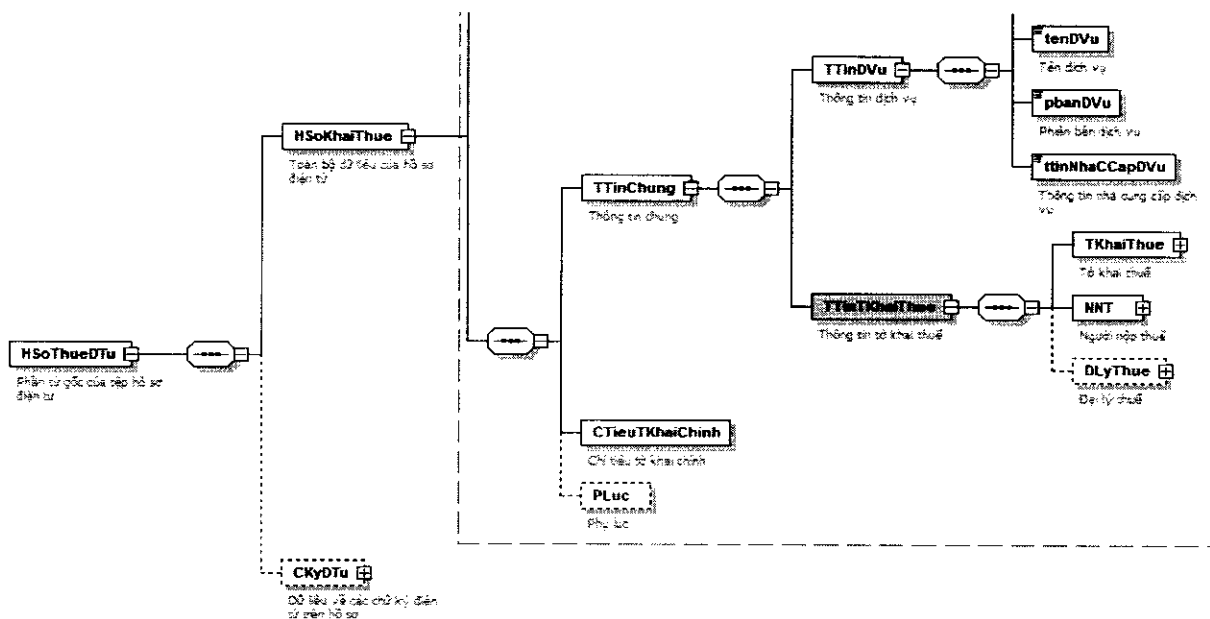 tenDVu
Tên dịch vụ
TTinDVu
Thông tin dịch vụ
pbanDVu
Phiên bản dịch vụ
HSoKhaiThue
Toàn bộ dữ liệu của hồ sơ
điện tử
ttinNhaCCapDVu
Thông tin nhà cung cấp dịch
vụ
TTinChung
Thông tin chung
TKhaiThue
Tờ khai thuế
TTinTKhaiThue
Thông tin tờ khai thuế
NNT
Người nộp thuế
HSoThueDTu
Phần tử gốc của tệp hồ sơ
điện tử
DLyThue
Đại lý thuế
CTieuTKhaiChinh
Chỉ tiêu tờ khai chính
PLuc
Phụ lục
CKyDTu
Dữ liệu về các chữ ký điện
tử trên hồ sơ